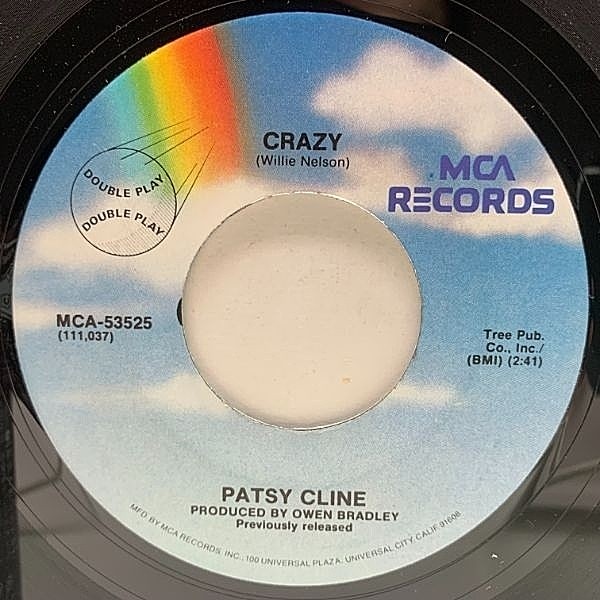 CRAZY
(Willie Nelson)
MCA
RECORDS
DOUBLE PLAY
DOUBLE PLAY
MCA-53525
(111,037)
Tree Pub.
Co., Inc./
(BMI) (2:41)
PATSY CLINE
PRODUCED BY OWEN BRADLEY
Previously released
MFD. BY MCA RECORDS, INC., 100 UNIVERSAL PLAZA, UNIVERSAL CITY, CALIF. 91608